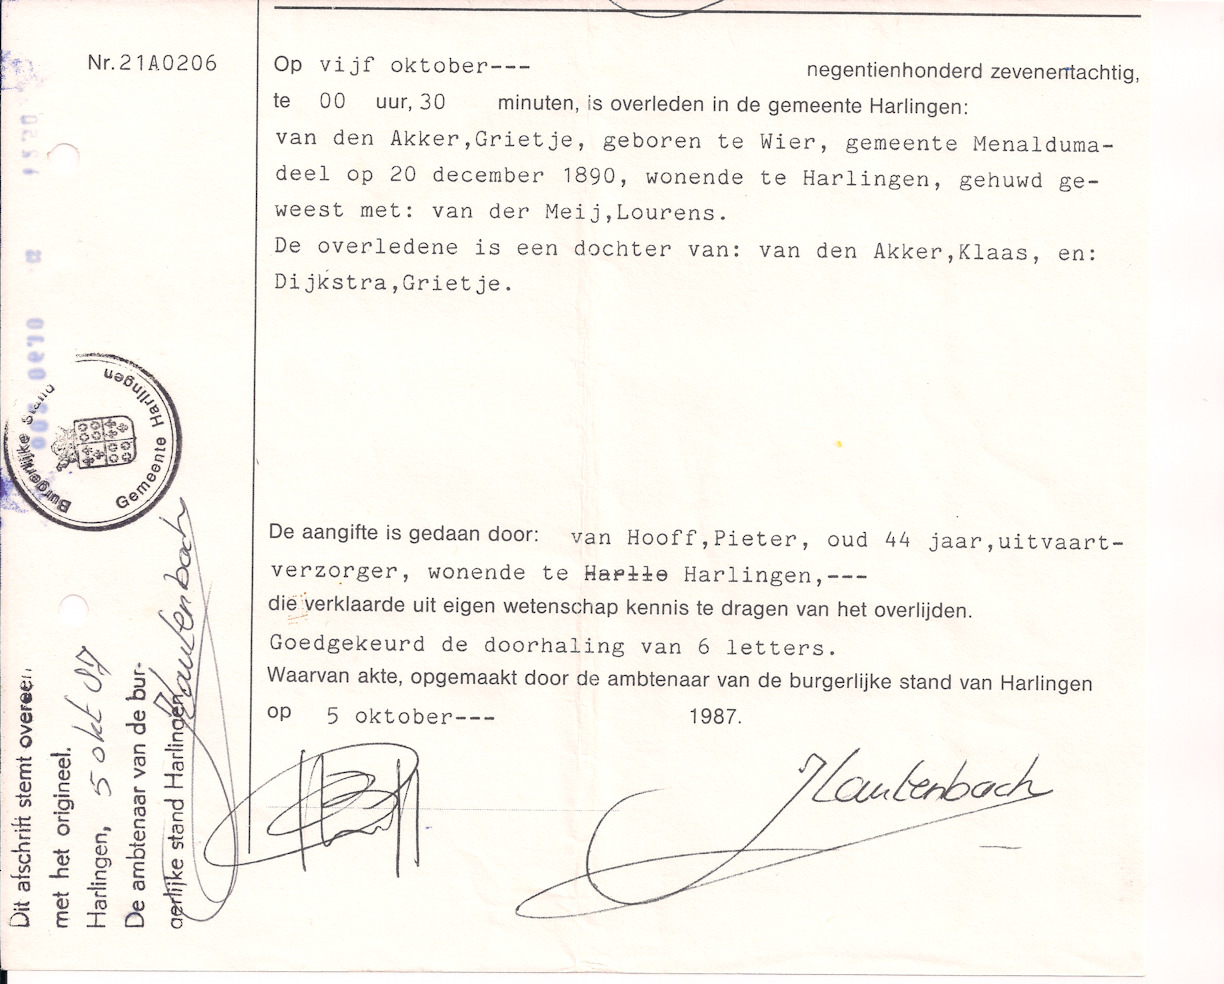 Nr.21A0206
Op vijf oktober--- negentienhonderd zevenentachtig,
te 00 uur, 30 minuten, is overleden in de gemeente Harlingen:
van den Akker,Grietje, geboren te Wier, gemeente Menalduma-
deel op 20 december 1890, wonende te Harlingen, gehuwd ge-
weest met: van der Meij,Lourens.
De overledene is een dochter van: van den Akker,Klaas, en:
Dijkstra,Grietje.
De aangifte is gedaan door: van Hooff,Pieter, oud 44 jaar,uitvaart-
verzorger, wonende te Harlle Harlingen,---
die verklaarde uit eigen wetenschap kennis te dragen van het overlijden.
Goedgekeurd de doorhaling van 6 letters.
Waarvan akte, opgemaakt door de ambtenaar van de burgerlijke stand van Harlingen
op 5 oktober--- 1987.
Hautenbach
Burgerlijke Stand
Gemeente Harlingen
Dit afschrift stemt overeen
met het origineel.
Harlingen, 5 okt 87
De ambtenaar van de bur-
gerlijke stand Harlingen,
Hautenbach